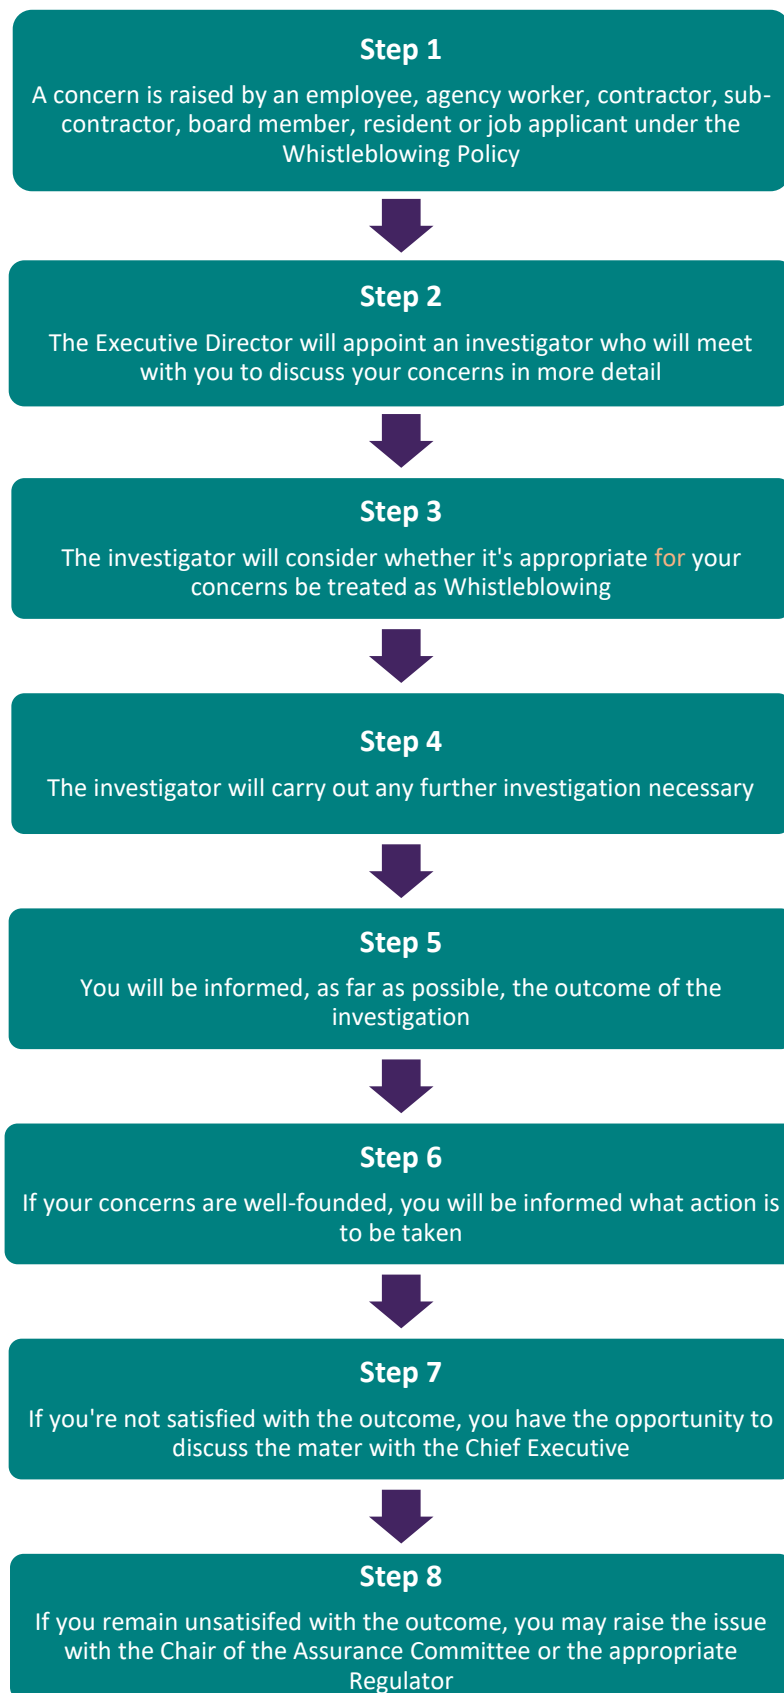 Step 1
A concern is raised by an employee, agency worker, contractor, sub-
contractor, board member, resident or job applicant under the
Whistleblowing Policy
Step 2
The Executive Director will appoint an investigator who will meet
with you to discuss your concerns in more detail
Step 3
The investigator will consider whether it's appropriate for your
concerns be treated as Whistleblowing
Step 4
The investigator will carry out any further investigation necessary
Step 5
You will be informed, as far as possible, the outcome of the
investigation
Step 6
If your concerns are well-founded, you will be informed what action is
to be taken
Step 7
If you're not satisfied with the outcome, you have the opportunity to
discuss the mater with the Chief Executive
Step 8
If you remain unsatisifed with the outcome, you may raise the issue
with the Chair of the Assurance Committee or the appropriate
Regulator